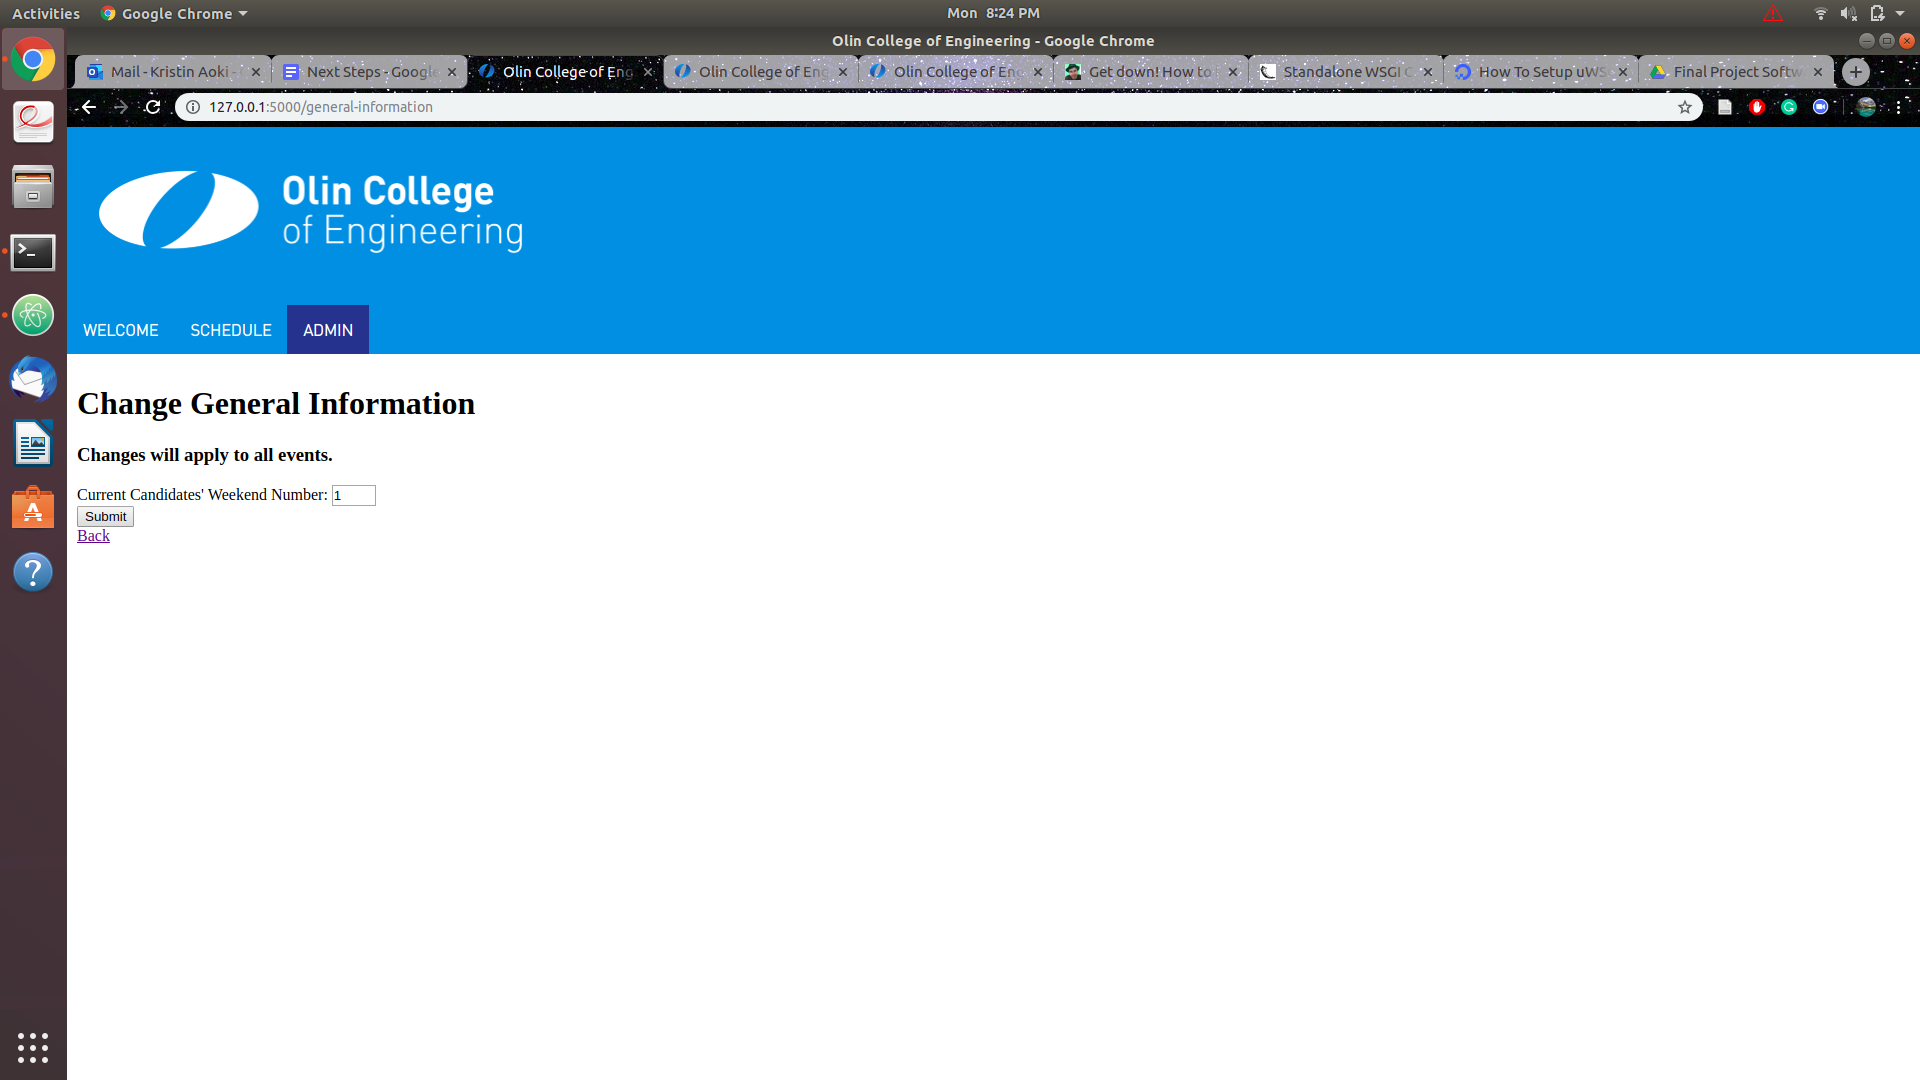 Activities Google Chrome Mon 8:24 PM
Olin College of Engineering - Google Chrome
Mail - Kristin Aoki - Next Steps - Google Olin College of Eng Olin College of Eng Olin College of Eng Get down! How to Standalone WSGI C How To Setup uWS Final Project Softw
127.0.0.1:5000/general-information
Olin College
of Engineering
WELCOME SCHEDULE ADMIN
Change General Information
Changes will apply to all events.
Current Candidates' Weekend Number: 1
Submit
Back